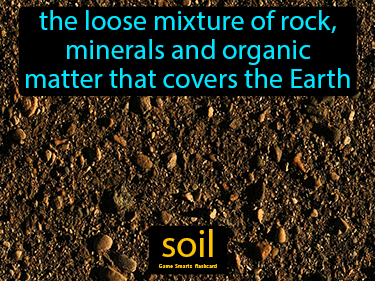 the loose mixture of rock,
minerals and organic
matter that covers the Earth
soil
Game Smartz flashcard